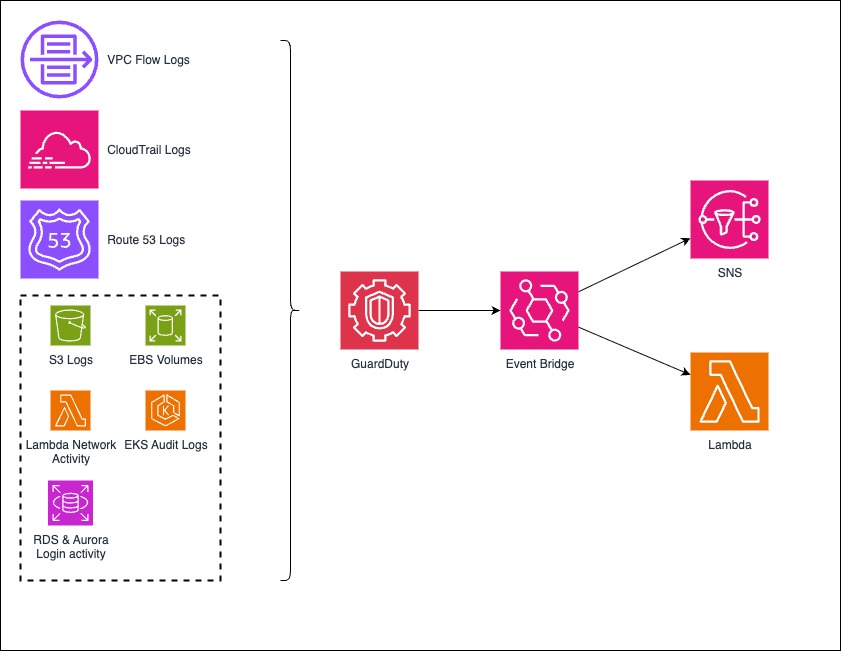 VPC Flow Logs
CloudTrail Logs
53
Route 53 Logs
S3 Logs
EBS Volumes
Lambda Network
Activity
K
EKS Audit Logs
RDS & Aurora
Login activity
GuardDuty
Event Bridge
SNS
Lambda